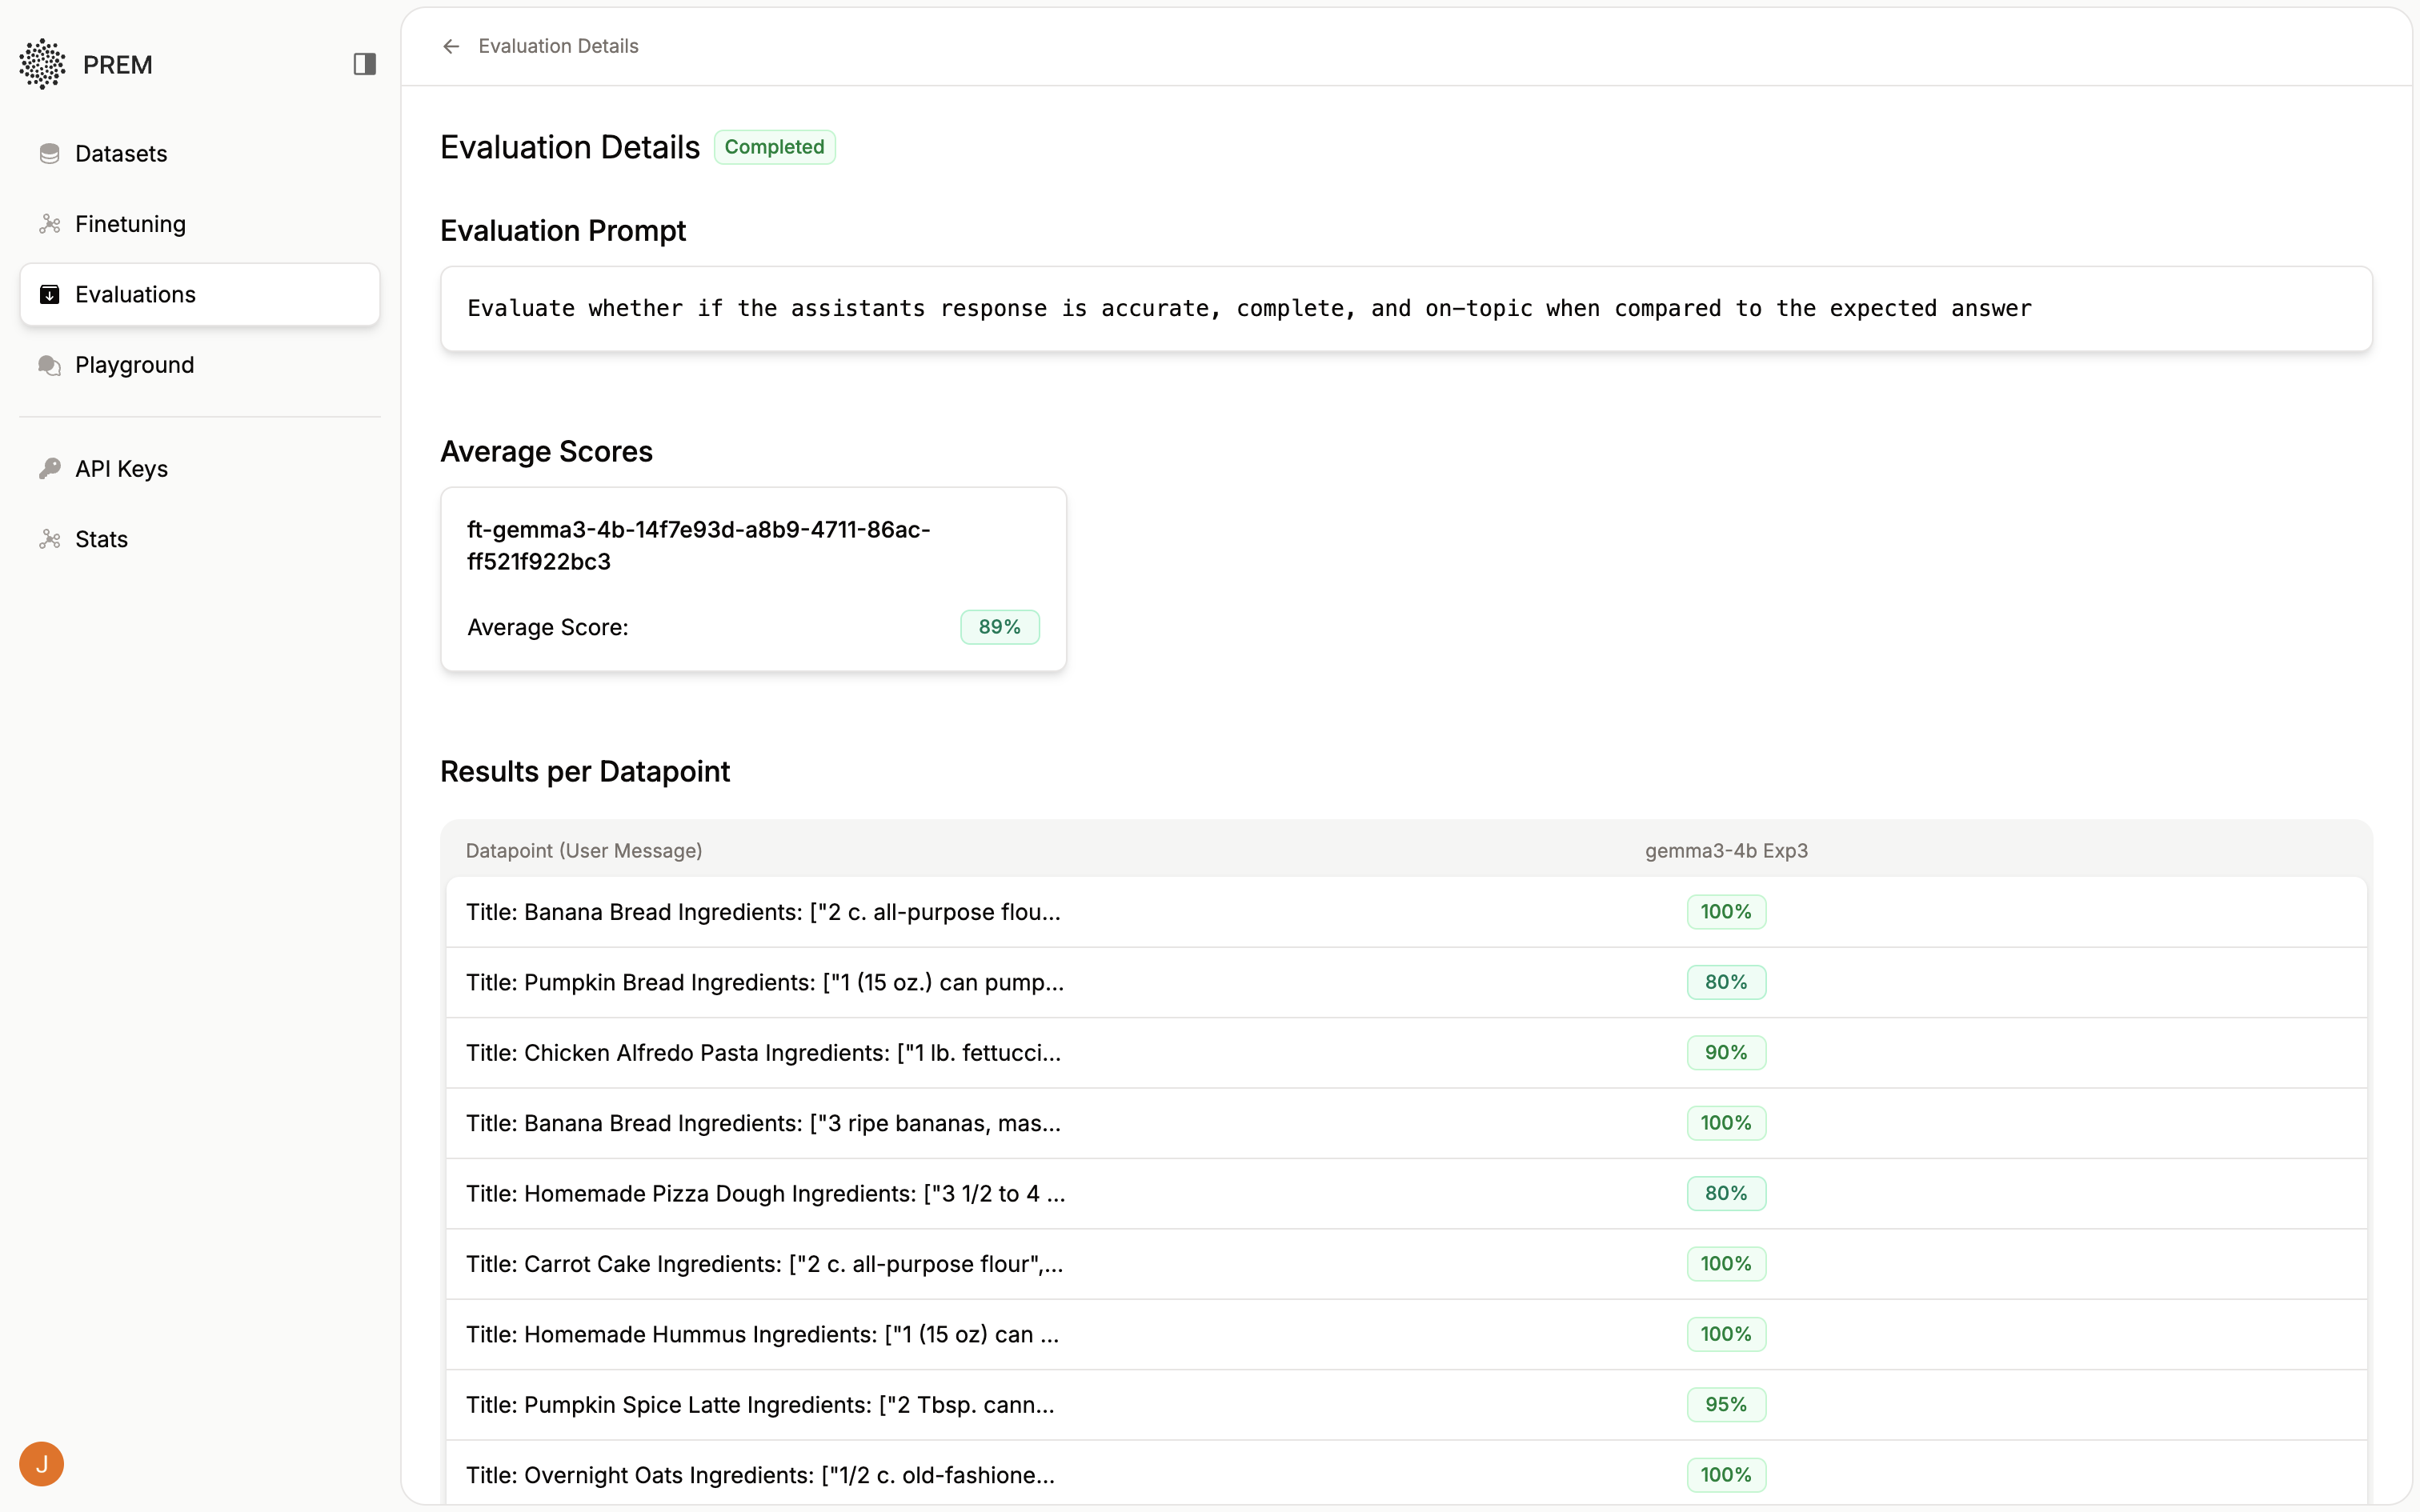 PREM
Datasets
Finetuning
Evaluations
Playground
API Keys
Stats
J
Evaluation Details
Evaluation Details
Completed
Evaluation Prompt
Evaluate whether if the assistants response is accurate, complete, and on-topic when compared to the expected answer
Average Scores
ft-gemma3-4b-14f7e93d-a8b9-4711-86ac-
ff521f922bc3
Average Score: 89%
Results per Datapoint
Datapoint (User Message) gemma3-4b Exp3
Title: Banana Bread Ingredients: ["2 c. all-purpose flou... 100%
Title: Pumpkin Bread Ingredients: ["1 (15 oz.) can pump... 80%
Title: Chicken Alfredo Pasta Ingredients: ["1 lb. fettucci... 90%
Title: Banana Bread Ingredients: ["3 ripe bananas, mas... 100%
Title: Homemade Pizza Dough Ingredients: ["3 1/2 to 4 ... 80%
Title: Carrot Cake Ingredients: ["2 c. all-purpose flour",... 100%
Title: Homemade Hummus Ingredients: ["1 (15 oz) can ... 100%
Title: Pumpkin Spice Latte Ingredients: ["2 Tbsp. cann... 95%
Title: Overnight Oats Ingredients: ["1/2 c. old-fashione... 100%